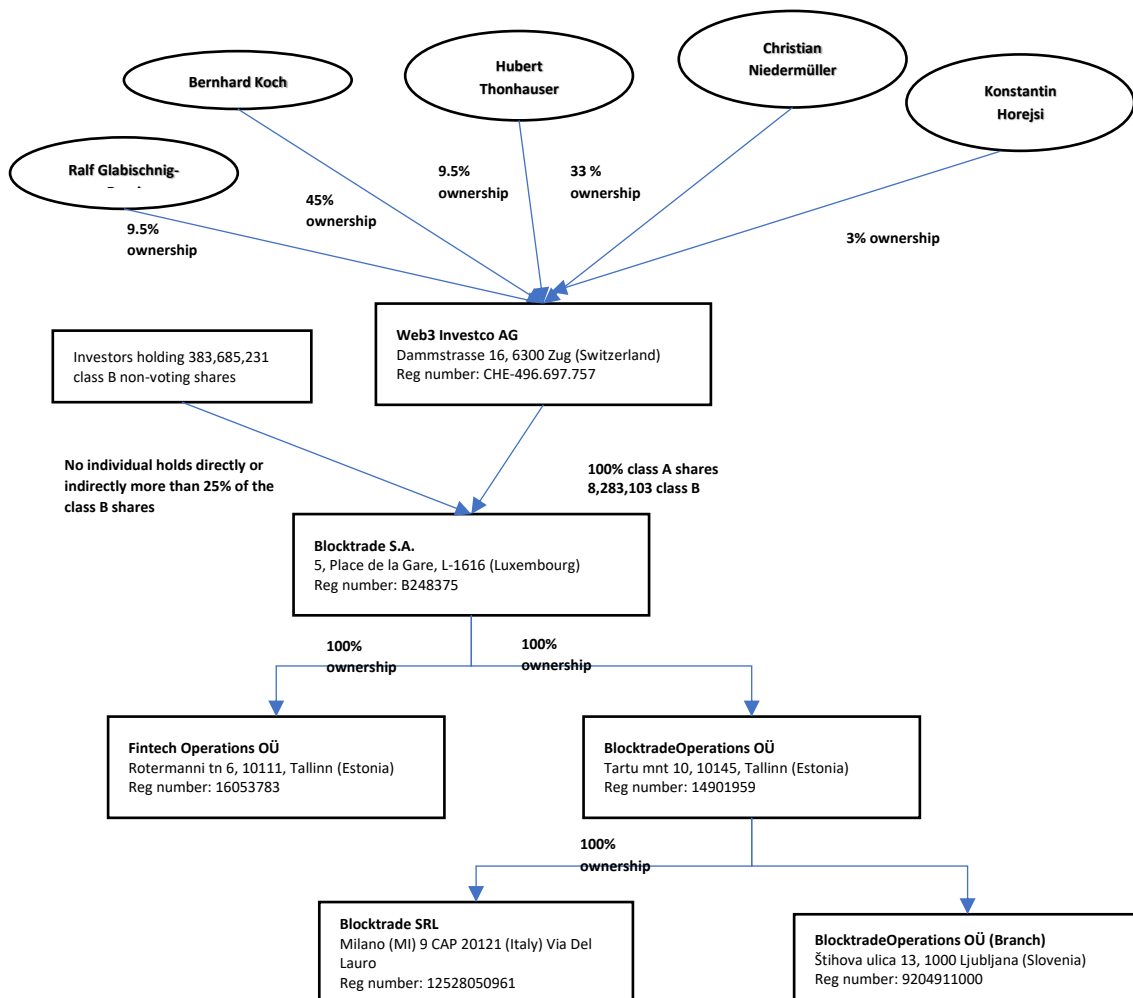 Christian
Niedermüller
Hubert
Thonhauser
Bernhard Koch
Konstantin
Horejsi
Ralf Glabischnig-
9.5%
ownership
33 %
ownership
45%
ownership
9.5%
ownership
3% ownership
Web3 Investco AG
Dammstrasse 16, 6300 Zug (Switzerland)
Reg number: CHE-496.697.757
Investors holding 383,685,231
class B non-voting shares
No individual holds directly or
indirectly more than 25% of the
class B shares
100% class A shares
8,283,103 class B
Blocktrade S.A.
5, Place de la Gare, L-1616 (Luxembourg)
Reg number: B248375
100%
ownership
100%
ownership
Fintech Operations OÜ
Rotermanni tn 6, 10111, Tallinn (Estonia)
Reg number: 16053783
BlocktradeOperations OÜ
Tartu mnt 10, 10145, Tallinn (Estonia)
Reg number: 14901959
100%
ownership
Blocktrade SRL
Milano (MI) 9 CAP 20121 (Italy) Via Del
Lauro
Reg number: 12528050961
BlocktradeOperations OÜ (Branch)
Štihova ulica 13, 1000 Ljubljana (Slovenia)
Reg number: 9204911000